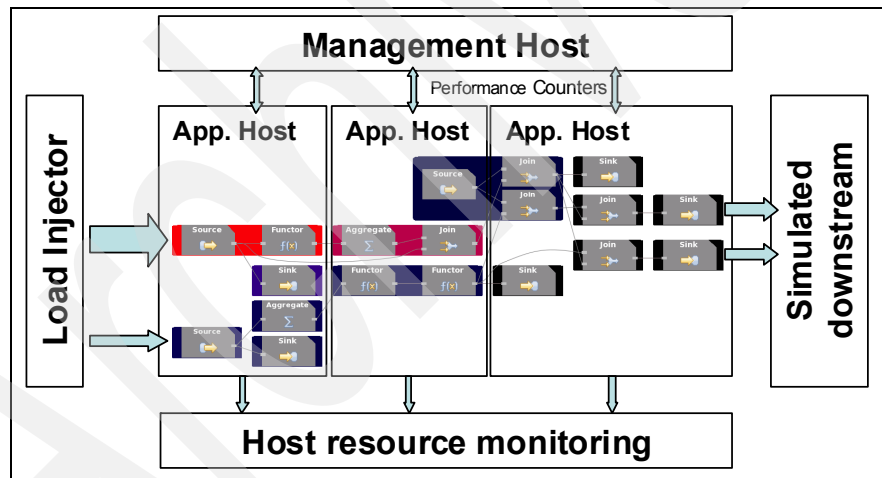 Management Host
Performance Counters
Load Injector
App. Host
App. Host
App. Host
Source
Join
Sink
Join
Join
Sink
Source
Functor
f(x)
Aggregate
Σ
Join
Join
Sink
Sink
Functor
f(x)
Functor
f(x)
Sink
Aggregate
Σ
Source
Sink
Simulated
downstream
Host resource monitoring